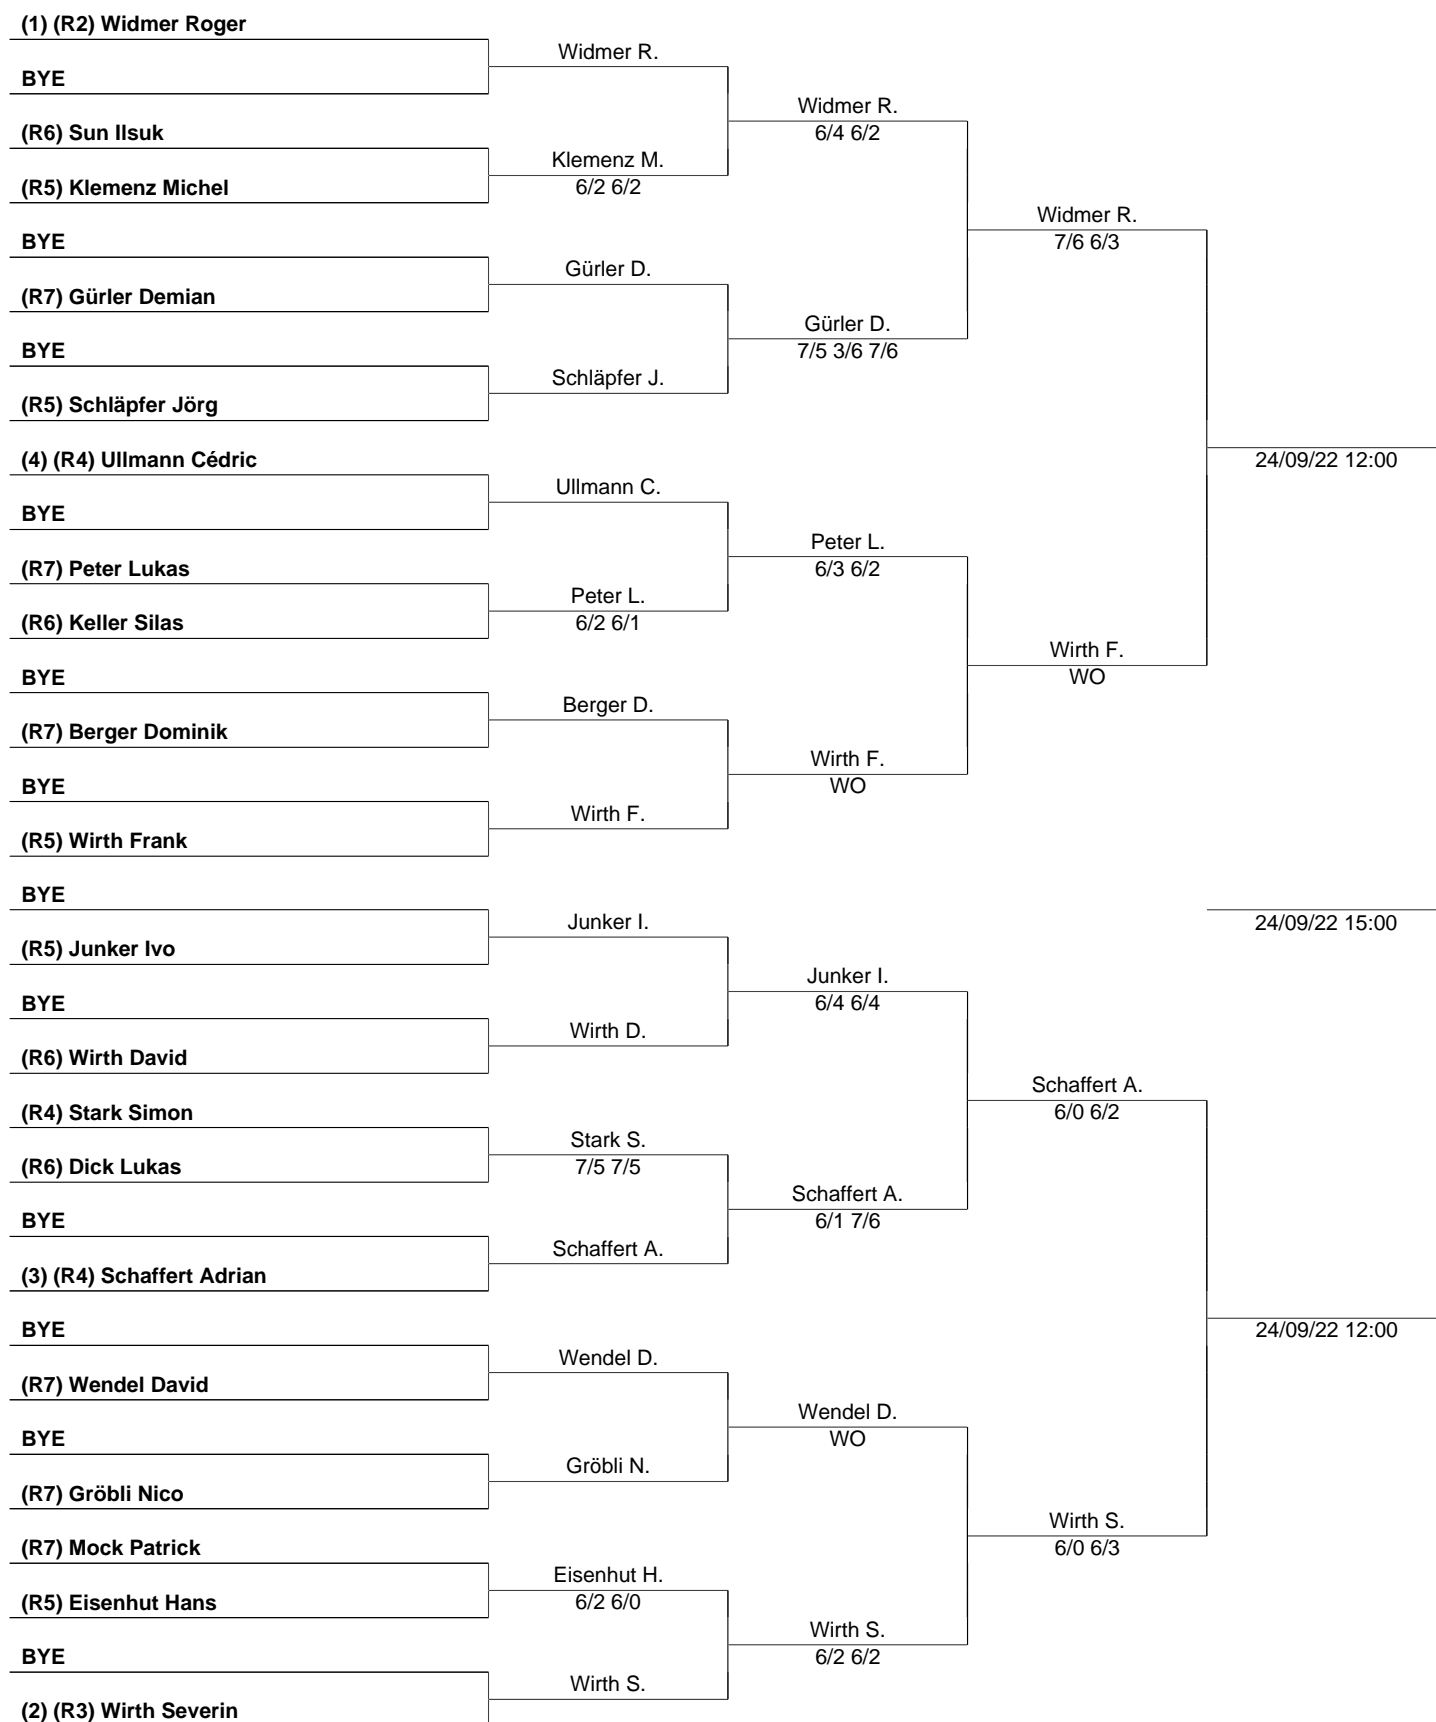 (1) (R2) Widmer Roger
Widmer R.
BYE
Widmer R.
6/4 6/2
(R6) Sun Ilsuk
Klemenz M.
6/2 6/2
(R5) Klemenz Michel
Widmer R.
7/6 6/3
BYE
Gürler D.
(R7) Gürler Demian
Gürler D.
7/5 3/6 7/6
BYE
Schläpfer J.
(R5) Schläpfer Jörg
24/09/22 12:00
(4) (R4) Ullmann Cédric
Ullmann C.
BYE
Peter L.
6/3 6/2
(R7) Peter Lukas
Peter L.
6/2 6/1
(R6) Keller Silas
Wirth F.
WO
BYE
Berger D.
(R7) Berger Dominik
Wirth F.
WO
BYE
Wirth F.
(R5) Wirth Frank
BYE
Junker I.
24/09/22 15:00
(R5) Junker Ivo
Junker I.
6/4 6/4
BYE
Wirth D.
(R6) Wirth David
Schaffert A.
6/0 6/2
(R4) Stark Simon
Stark S.
7/5 7/5
(R6) Dick Lukas
Schaffert A.
6/1 7/6
BYE
Schaffert A.
(3) (R4) Schaffert Adrian
BYE
24/09/22 12:00
Wendel D.
(R7) Wendel David
Wendel D.
WO
BYE
Gröbli N.
(R7) Gröbli Nico
Wirth S.
6/0 6/3
(R7) Mock Patrick
Eisenhut H.
6/2 6/0
(R5) Eisenhut Hans
Wirth S.
6/2 6/2
BYE
Wirth S.
(2) (R3) Wirth Severin